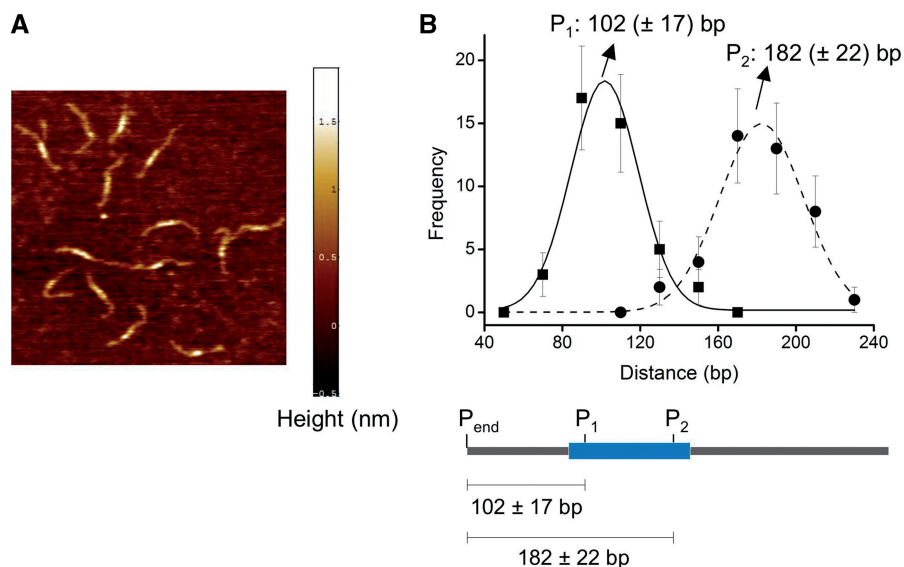 A
1.5
1
0.5
0
-0.5
Height (nm)
B
P1: 102 (± 17) bp
P2: 182 (± 22) bp
Frequency
20
15
10
5
0
40 80 120 160 200 240
Distance (bp)
Pend P1 P2
102 ± 17 bp
182 ± 22 bp